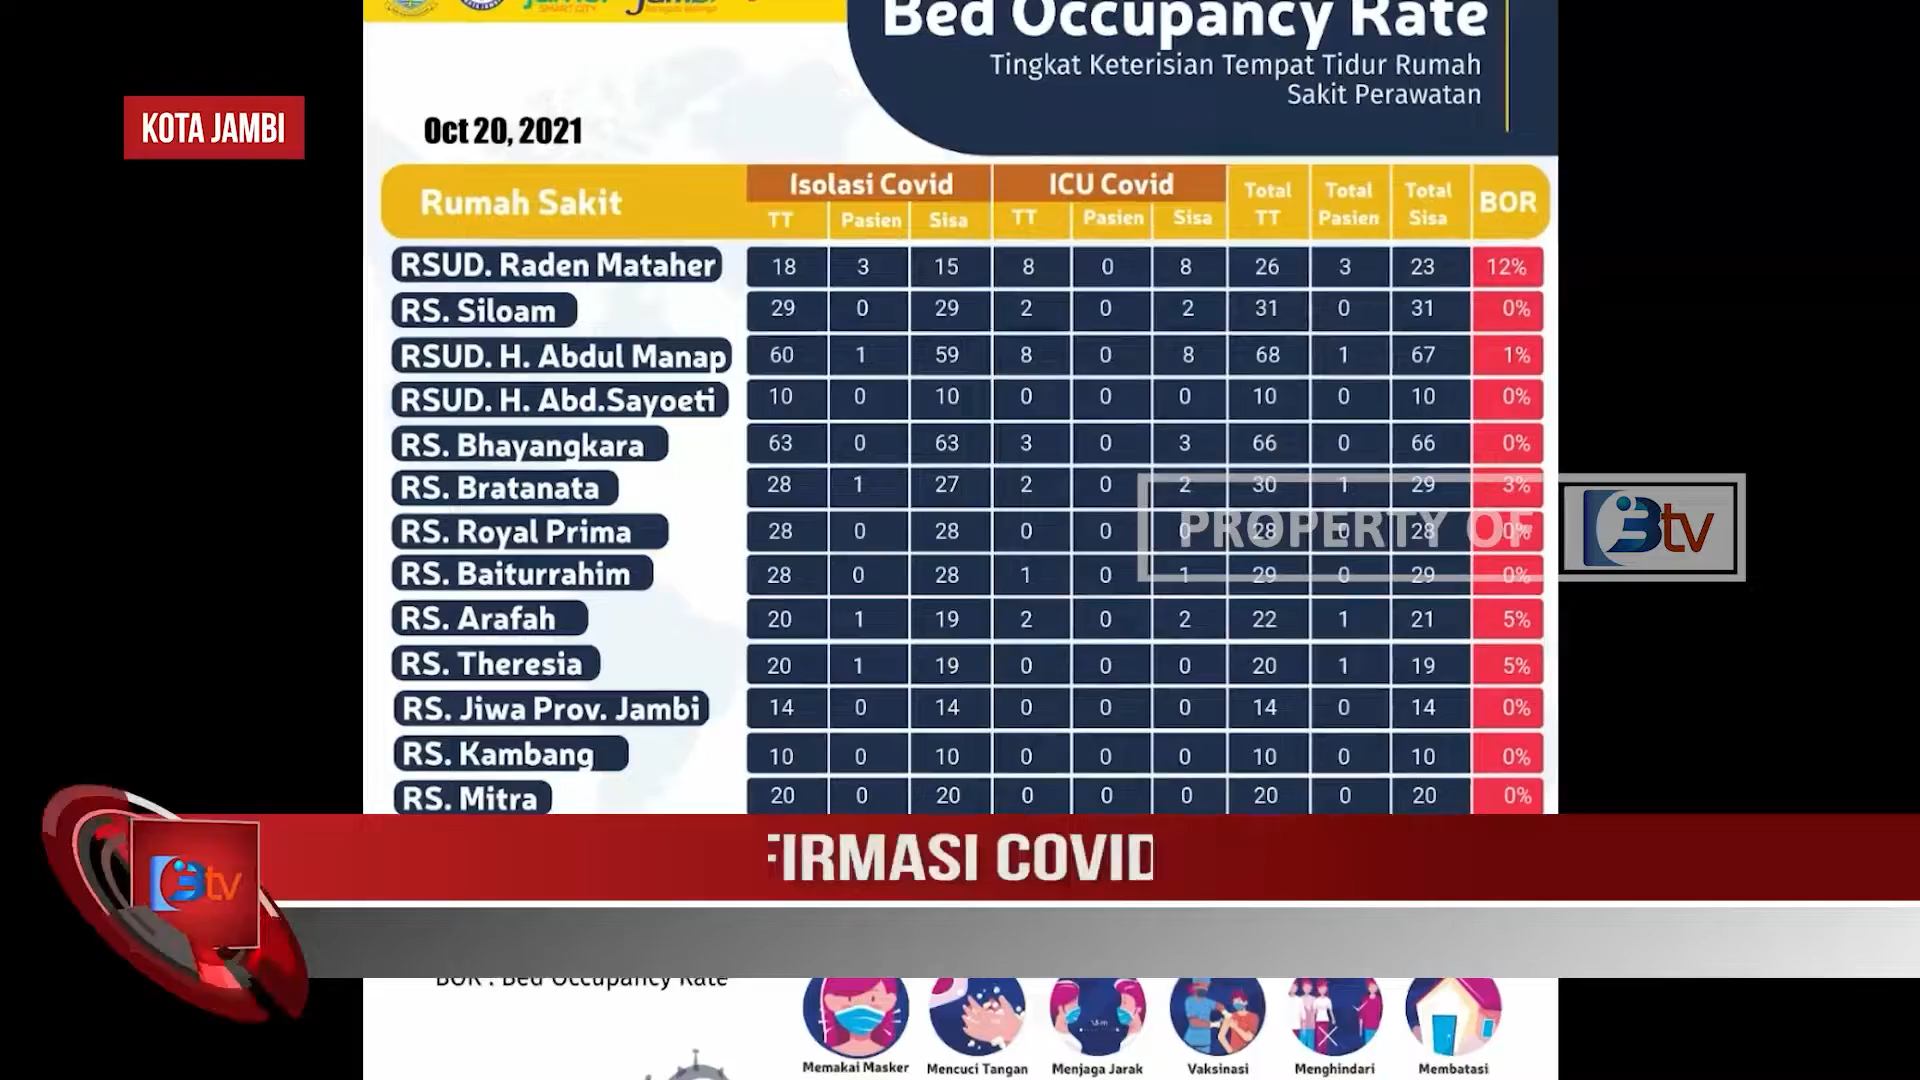 SMART CITY
Bed Occupancy Rate
Tingkat Keterisian Tempat Tidur Rumah
Sakit Perawatan
KOTA JAMBI
Oct 20, 2021
Rumah Sakit Isolasi Covid ICU Covid Total TT Total Pasien Total Sisa BOR
TT Pasien Sisa TT Pasien Sisa
RSUD. Raden Mataher 18 3 15 8 0 8 26 3 23 12%
RS. Siloam 29 0 29 2 0 2 31 0 31 0%
RSUD. H. Abdul Manap 60 1 59 8 0 8 68 1 67 1%
RSUD. H. Abd.Sayoeti 10 0 10 0 0 0 10 0 10 0%
RS. Bhayangkara 63 0 63 3 0 3 66 0 66 0%
RS. Bratanata 28 1 27 2 0 2 30 1 29 3%
RS. Royal Prima 28 0 28 0 0 0 28 0 28 0%
PROPERTY OF Btv
RS. Baiturrahim 28 0 28 1 0 1 29 0 29 0%
RS. Arafah 20 1 19 2 0 2 22 1 21 5%
RS. Theresia 20 1 19 0 0 0 20 1 19 5%
RS. Jiwa Prov. Jambi 14 0 14 0 0 0 14 0 14 0%
RS. Kambang 10 0 10 0 0 0 10 0 10 0%
RS. Mitra 20 0 20 0 0 0 20 0 20 0%
FIRMASI COVID
Btv
BOR : Bed Occupancy Rate
Memakai Masker Mencuci Tangan Menjaga Jarak Vaksinasi Menghindari Membatasi